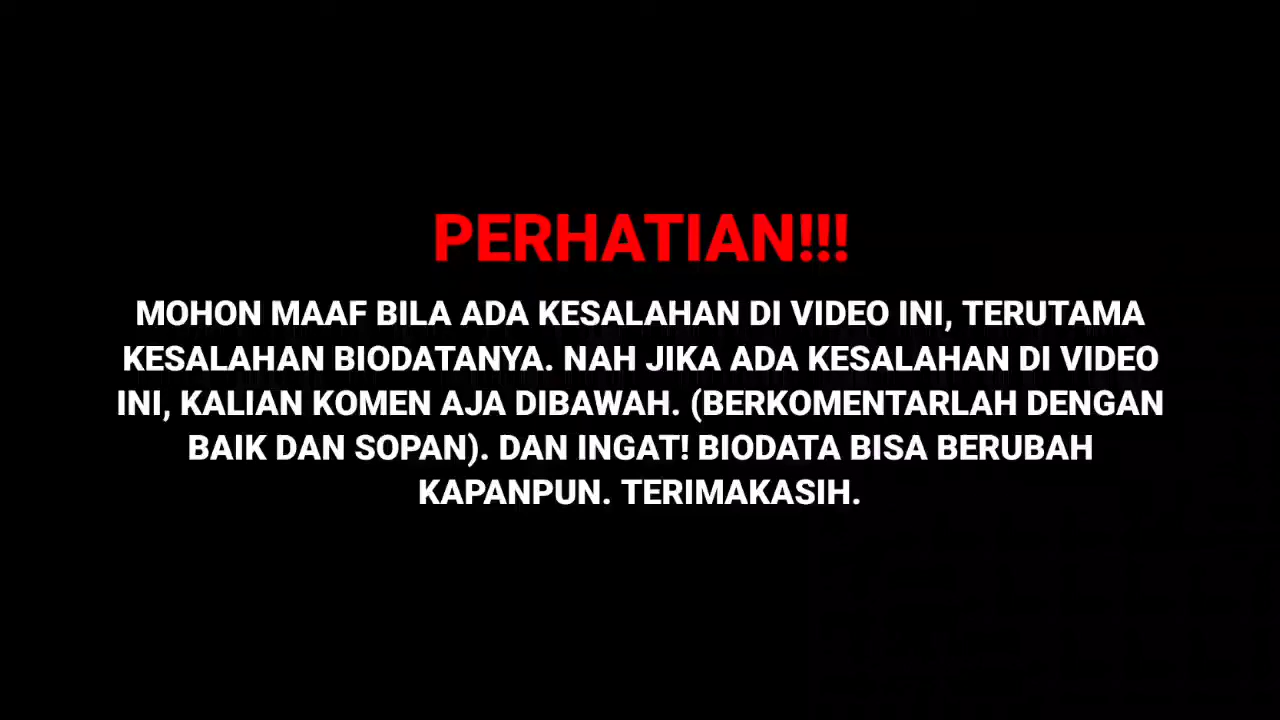 PERHATIAN!!!
MOHON MAAF BILA ADA KESALAHAN DI VIDEO INI, TERUTAMA
KESALAHAN BIODATANYA. NAH JIKA ADA KESALAHAN DI VIDEO
INI, KALIAN KOMEN AJA DIBAWAH. (BERKOMENTARLAH DENGAN
BAIK DAN SOPAN). DAN INGAT! BIODATA BISA BERUBAH
KAPANPUN. TERIMAKASIH.